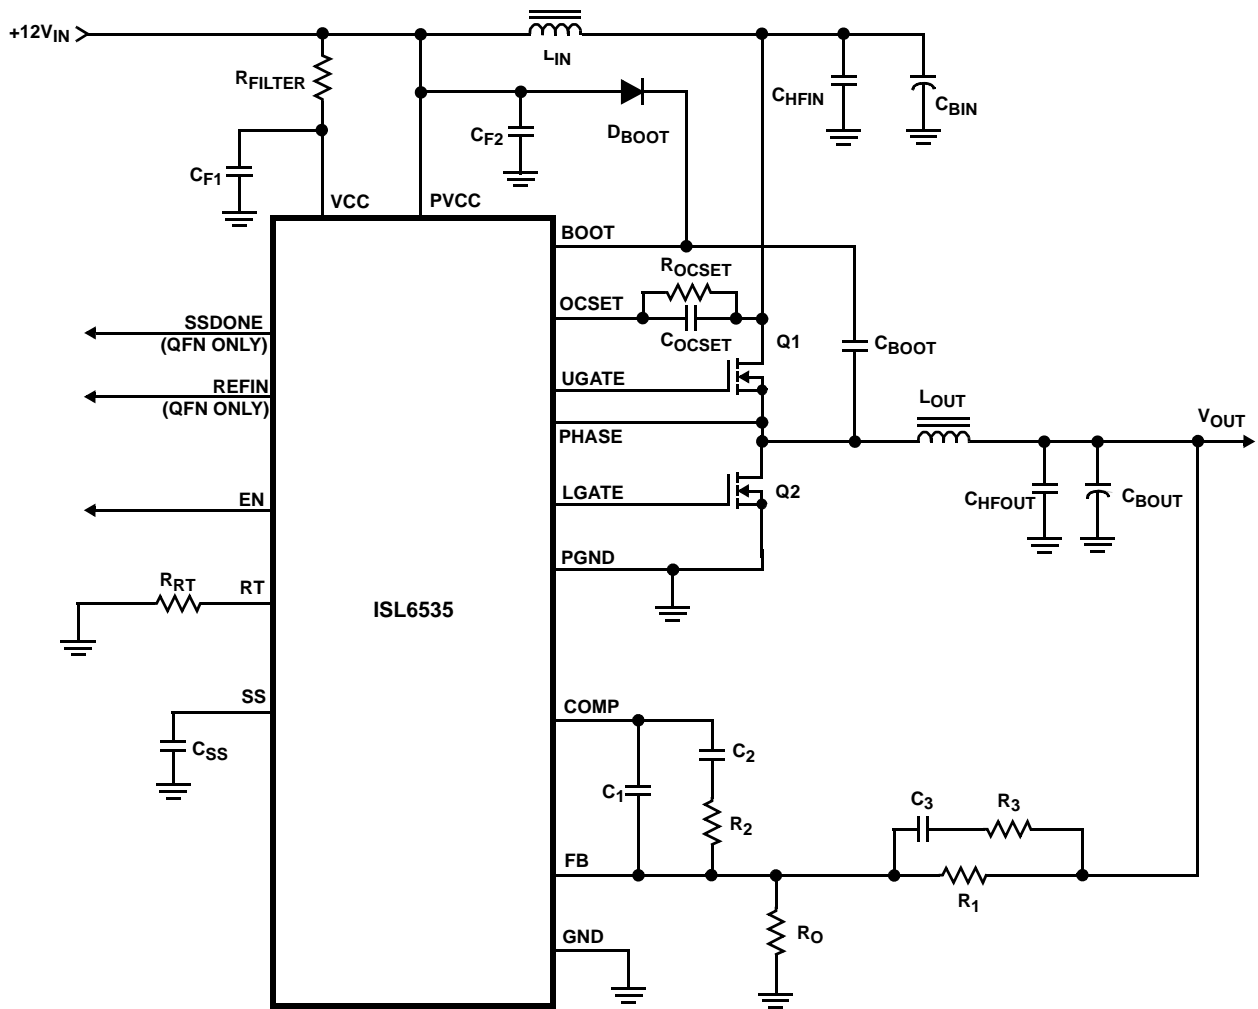 +12VIN
LIN
RFILTER
CHFIN
CBIN
CF2
DBOOT
CF1
VCC
PVCC
BOOT
ROCSET
OCSET
COCSET
Q1
CBOOT
SSDONE
(QFN ONLY)
UGATE
REFIN
(QFN ONLY)
LOUT
VOUT
PHASE
LGATE
Q2
EN
CHFOUT
CBOUT
PGND
RRT
RT
ISL6535
SS
COMP
CSS
C2
C1
R2
C3
R3
FB
R1
RO
GND